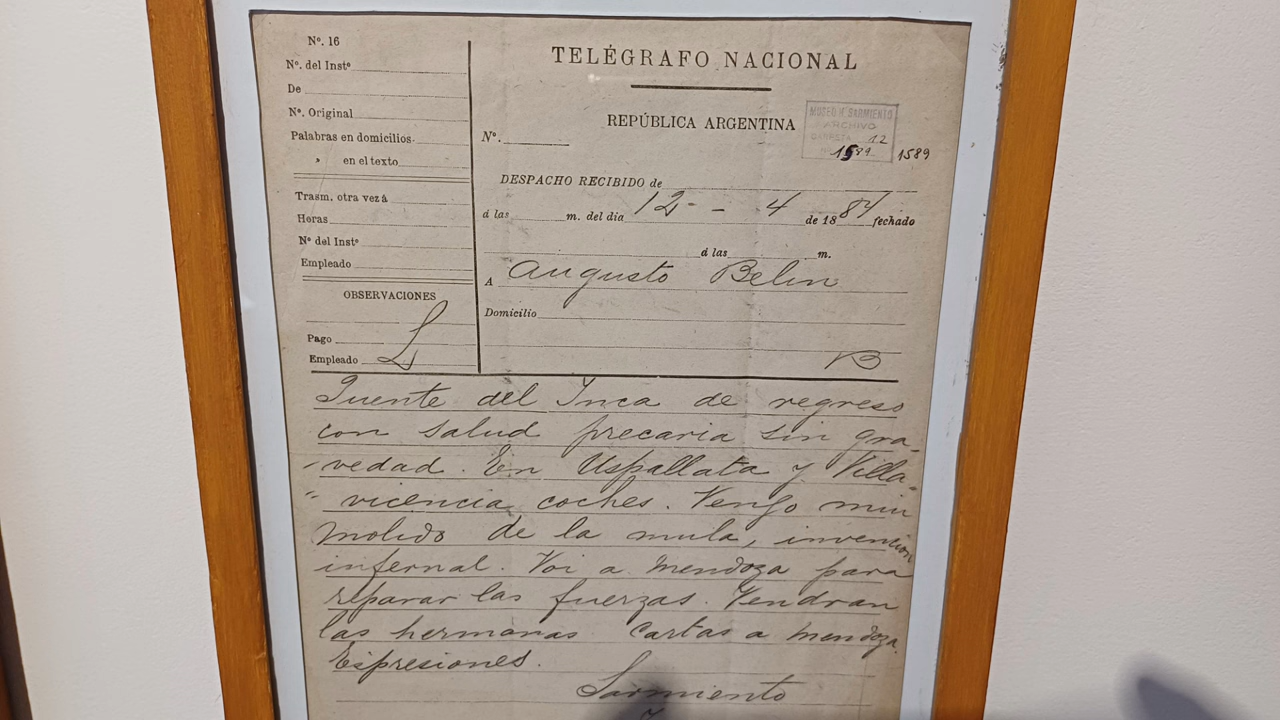 Nº. 16
Nº. del Instº
De
Nº. Original
Palabras en domicilios.
» en el texto
Trasm. otra vez á
Horas
Nº del Instº
Empleado
OBSERVACIONES
Pago
Empleado
TELÉGRAFO NACIONAL
REPÚBLICA ARGENTINA
MUSEO H. SARMIENTO
ARCHIVO
CARPETA 12
1589
1589
Nº.
DESPACHO RECIBIDO de
á las m. del dia 12 - 4 de 1884 fechado
á las m.
A Augusto Belin
Domicilio
B
Puente del Inca de regreso
con salud precaria sin gra-
vedad. En Uspallata y Villa-
vicencia coches. Vengo mui
molido de la mula, invencion
infernal. Voi a Mendoza para
reparar las fuerzas. Vendran
las hermanas cartas a Mendoza.
Espresiones.
Sarmiento